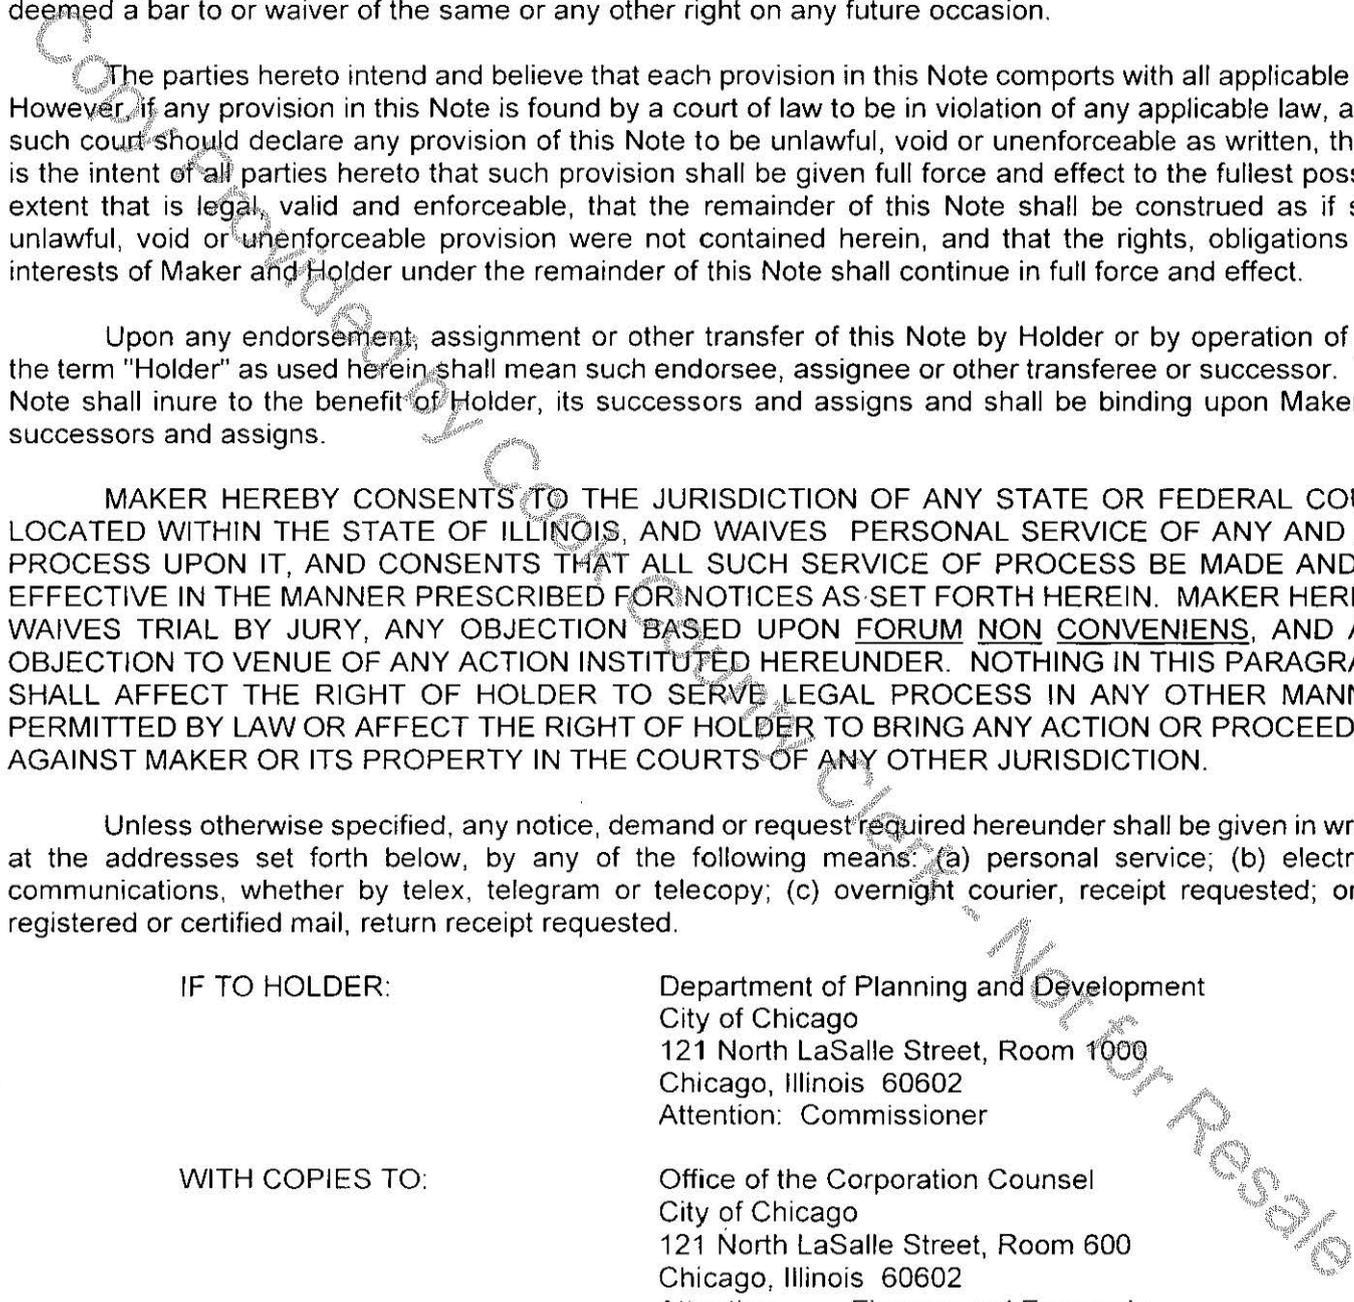 deemed a bar to or waiver of the same or any other right on any future occasion.
The parties hereto intend and believe that each provision in this Note comports with all applicable
However, if any provision in this Note is found by a court of law to be in violation of any applicable law, a
such court should declare any provision of this Note to be unlawful, void or unenforceable as written, th
is the intent of all parties hereto that such provision shall be given full force and effect to the fullest poss
extent that is legal, valid and enforceable, that the remainder of this Note shall be construed as if s
unlawful, void or unenforceable provision were not contained herein, and that the rights, obligations
interests of Maker and Holder under the remainder of this Note shall continue in full force and effect.
Upon any endorsement, assignment or other transfer of this Note by Holder or by operation of
the term "Holder" as used herein shall mean such endorsee, assignee or other transferee or successor.
Note shall inure to the benefit of Holder, its successors and assigns and shall be binding upon Maker
successors and assigns.
MAKER HEREBY CONSENTS TO THE JURISDICTION OF ANY STATE OR FEDERAL COU
LOCATED WITHIN THE STATE OF ILLINOIS, AND WAIVES PERSONAL SERVICE OF ANY AND
PROCESS UPON IT, AND CONSENTS THAT ALL SUCH SERVICE OF PROCESS BE MADE AND
EFFECTIVE IN THE MANNER PRESCRIBED FOR NOTICES AS SET FORTH HEREIN. MAKER HERE
WAIVES TRIAL BY JURY, ANY OBJECTION BASED UPON FORUM NON CONVENIENS, AND A
OBJECTION TO VENUE OF ANY ACTION INSTITUTED HEREUNDER. NOTHING IN THIS PARAGRA
SHALL AFFECT THE RIGHT OF HOLDER TO SERVE LEGAL PROCESS IN ANY OTHER MANN
PERMITTED BY LAW OR AFFECT THE RIGHT OF HOLDER TO BRING ANY ACTION OR PROCEED
AGAINST MAKER OR ITS PROPERTY IN THE COURTS OF ANY OTHER JURISDICTION.
Unless otherwise specified, any notice, demand or request required hereunder shall be given in wr
at the addresses set forth below, by any of the following means: (a) personal service; (b) electr
communications, whether by telex, telegram or telecopy; (c) overnight courier, receipt requested; or
registered or certified mail, return receipt requested.
IF TO HOLDER: Department of Planning and Development
City of Chicago
121 North LaSalle Street, Room 1000
Chicago, Illinois 60602
Attention: Commissioner
WITH COPIES TO: Office of the Corporation Counsel
City of Chicago
121 North LaSalle Street, Room 600
Chicago, Illinois 60602
Copy Provided by Cook County Clerk - Not for Resale